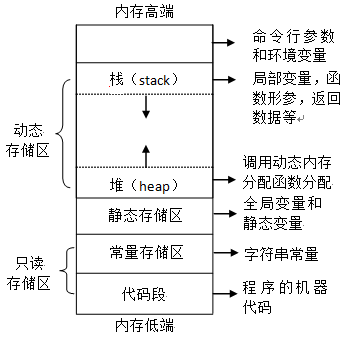 内存高端
命令行参数
和环境变量
栈（stack）
局部变量，函
数形参，返回
数据等
动态
存储区
堆（heap）
调用动态内存
分配函数分配
静态存储区
全局变量和
静态变量
只读
存储区
常量存储区
字符串常量
代码段
程序的机器
代码
内存低端